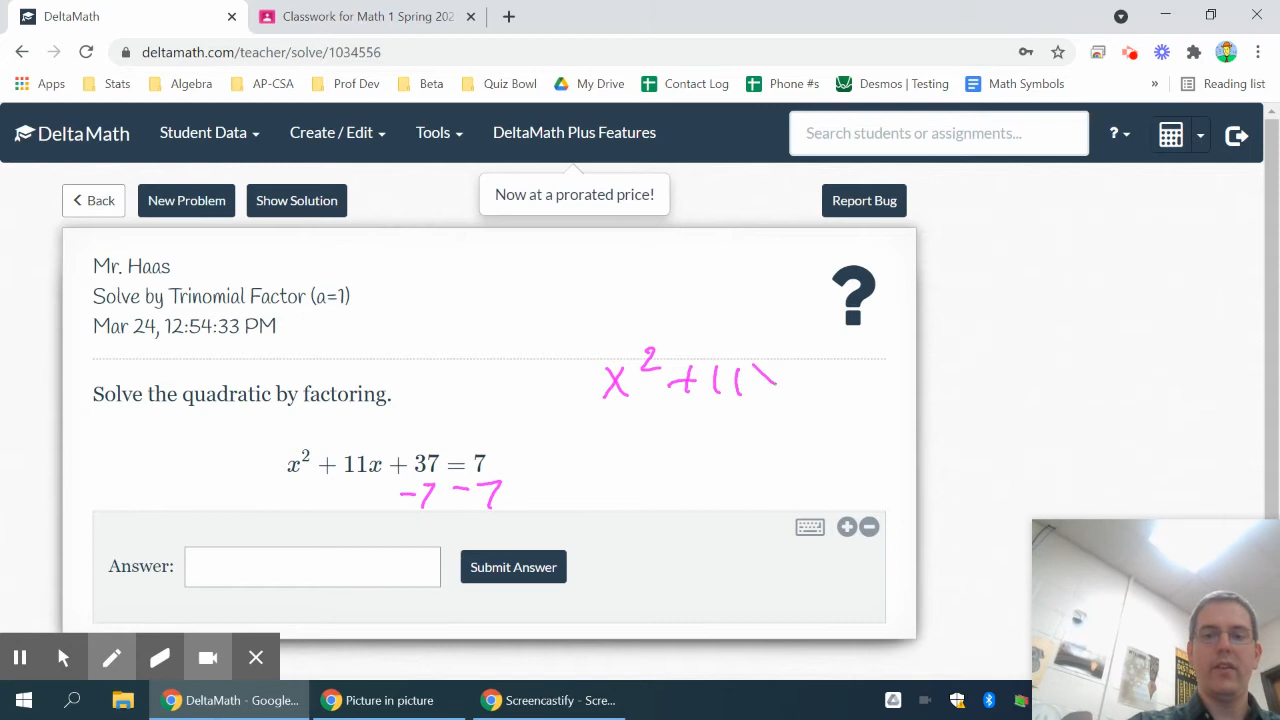 DeltaMath
Classwork for Math 1 Spring 202
deltamath.com/teacher/solve/1034556
Apps Stats Algebra AP-CSA Prof Dev Beta Quiz Bowl My Drive Contact Log Phone #s Desmos | Testing Math Symbols » Reading list
DeltaMath Student Data Create / Edit Tools DeltaMath Plus Features Search students or assignments... ?
Now at a prorated price!
Back New Problem Show Solution Report Bug
Mr. Haas
Solve by Trinomial Factor (a=1)
Mar 24, 12:54:33 PM
?
x² + 11
Solve the quadratic by factoring.
x² + 11x + 37 = 7
-7 -7
Answer: Submit Answer
DeltaMath - Google... Picture in picture Screencastify - Scre...